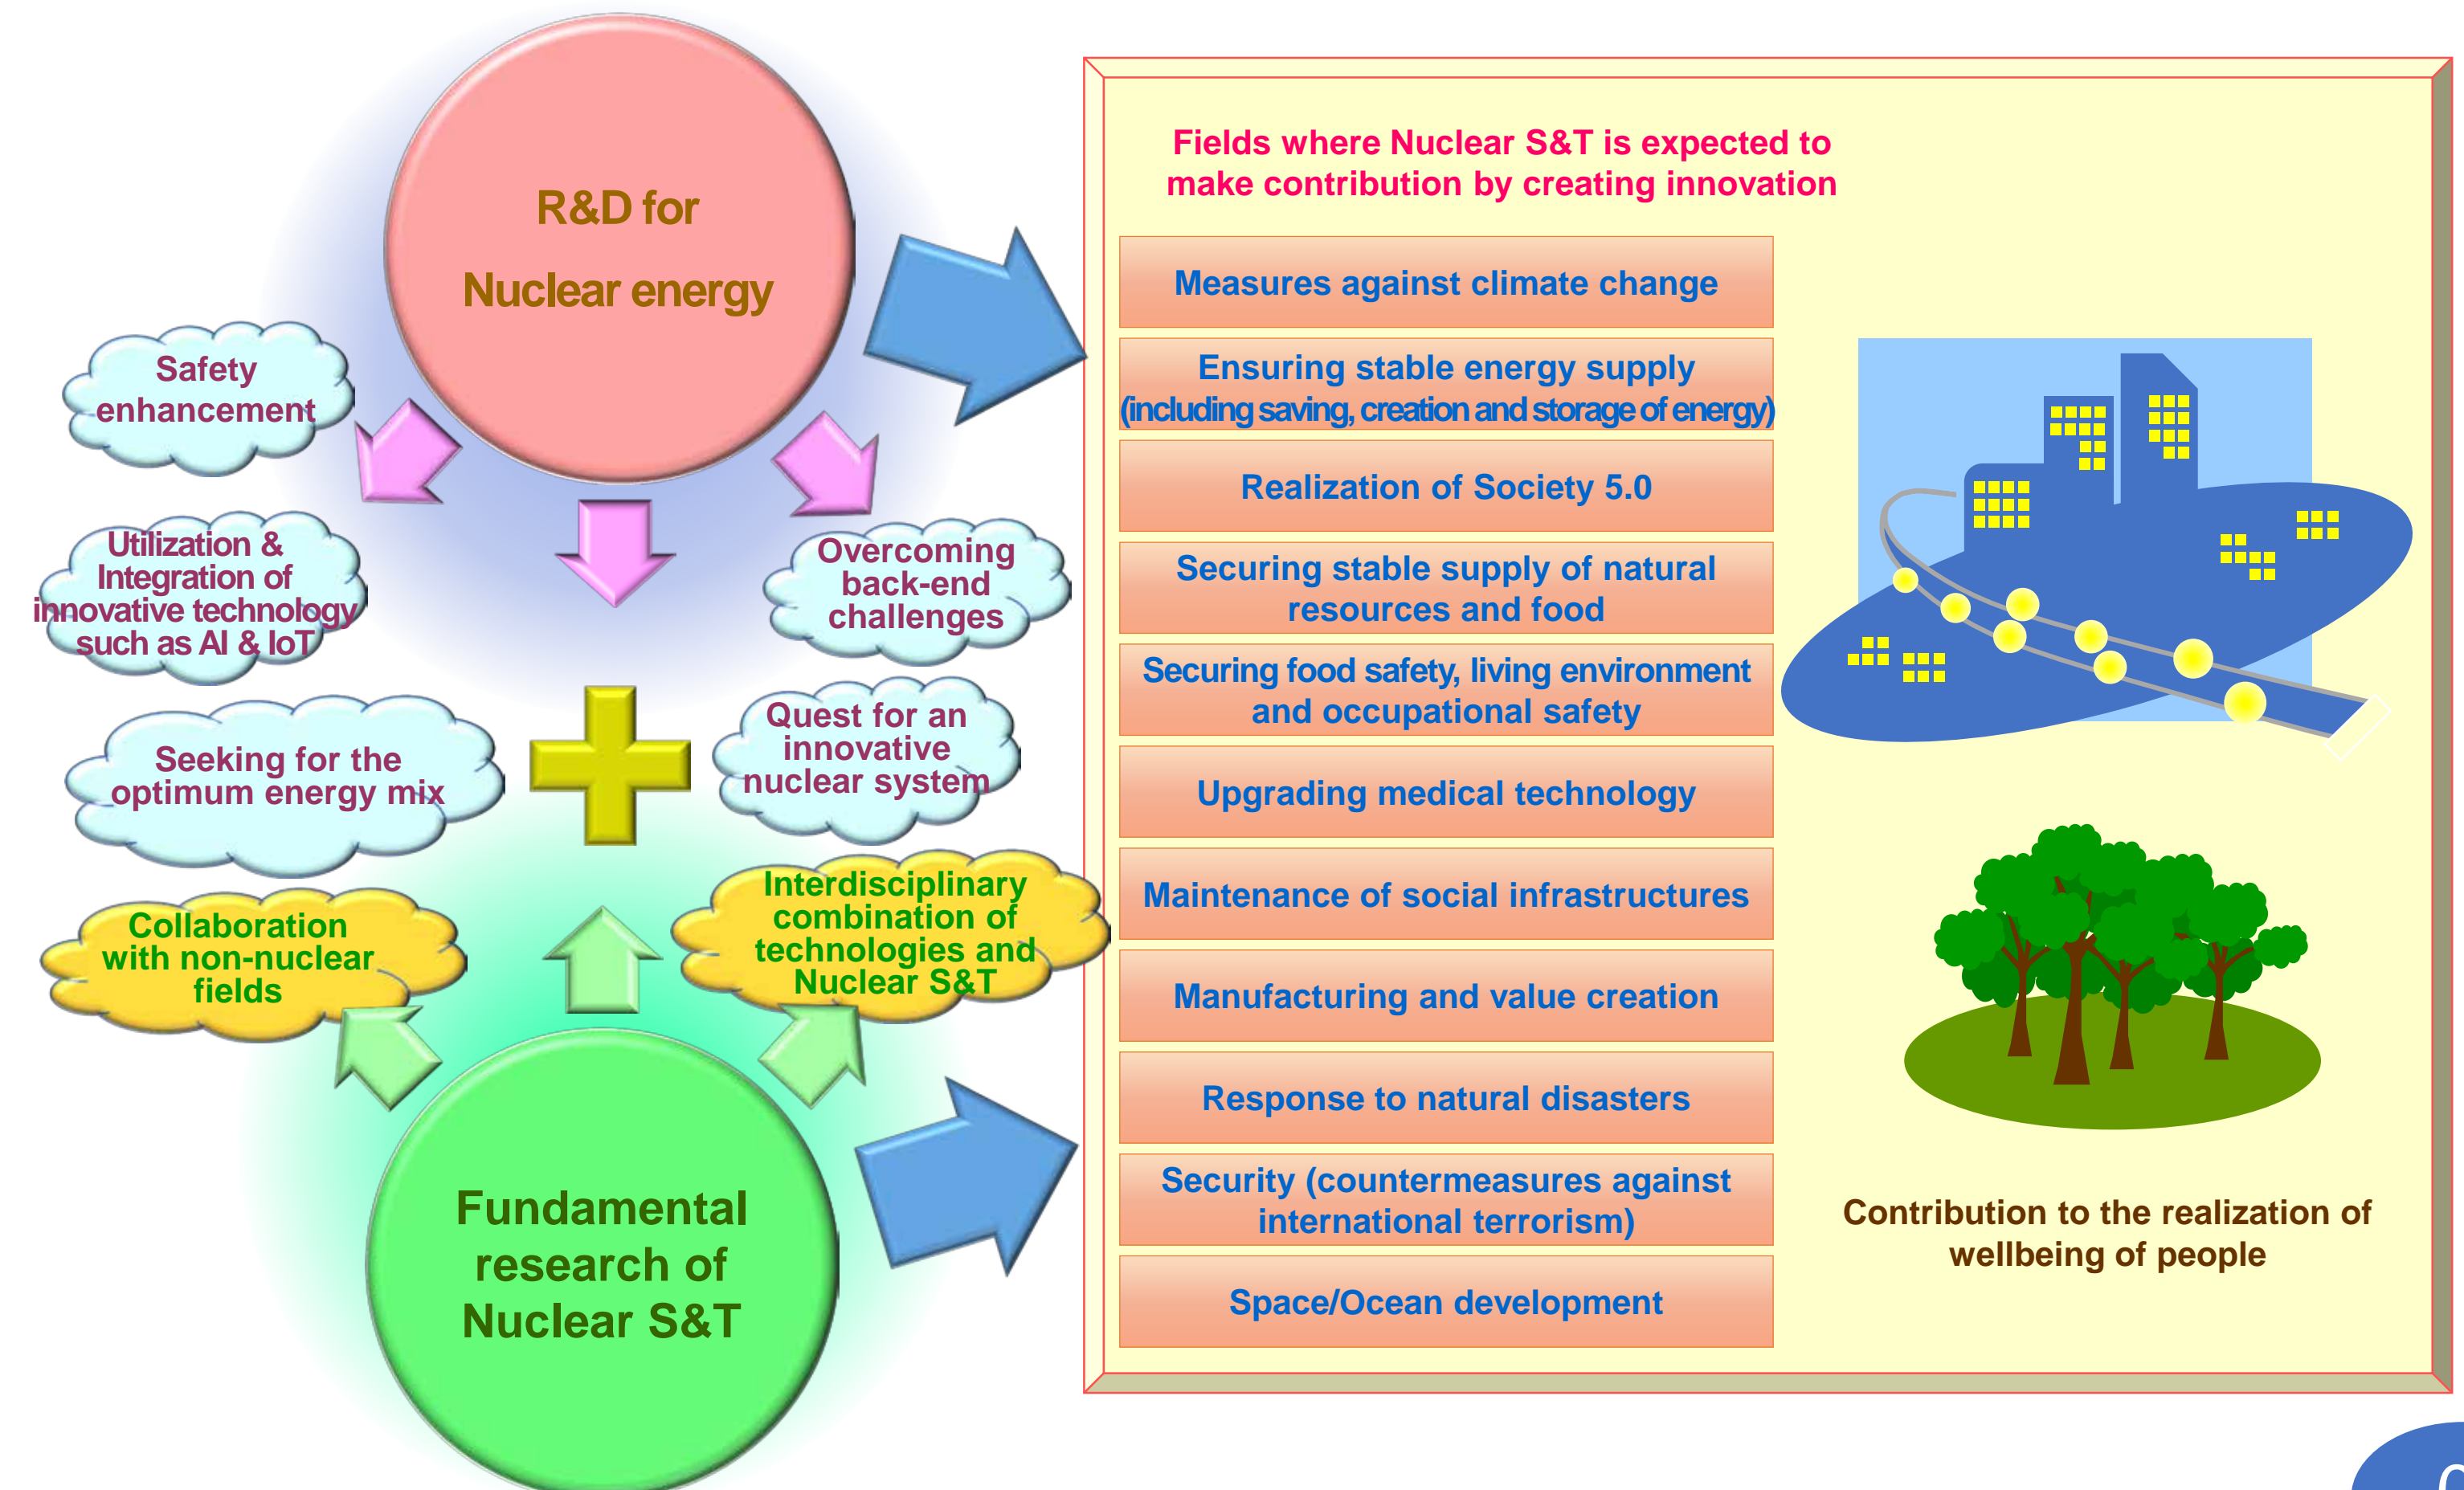 R&D for
Nuclear energy
Safety
enhancement
Utilization &
Integration of
innovative technology
such as AI & IoT
Overcoming
back-end
challenges
Seeking for the
optimum energy mix
Quest for an
innovative
nuclear system
Collaboration
with non-nuclear
fields
Interdisciplinary
combination of
technologies and
Nuclear S&T
Fundamental
research of
Nuclear S&T
Fields where Nuclear S&T is expected to
make contribution by creating innovation
Measures against climate change
Ensuring stable energy supply
(including saving, creation and storage of energy)
Realization of Society 5.0
Securing stable supply of natural
resources and food
Securing food safety, living environment
and occupational safety
Upgrading medical technology
Maintenance of social infrastructures
Manufacturing and value creation
Response to natural disasters
Security (countermeasures against
international terrorism)
Space/Ocean development
Contribution to the realization of
wellbeing of people